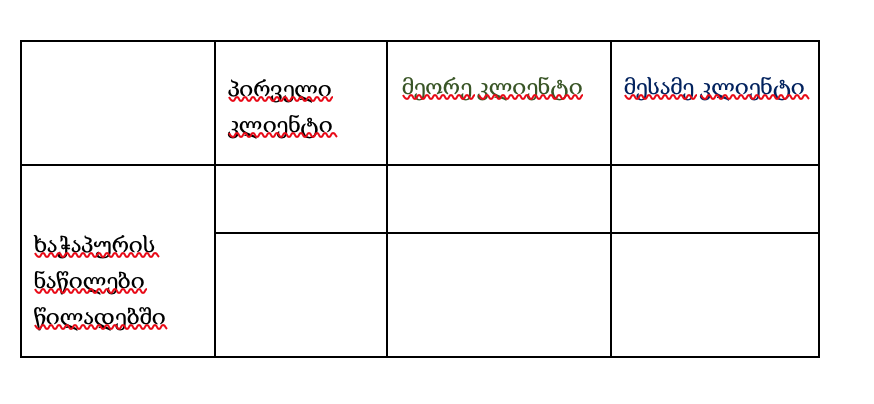 პირველი
კლიენტი
მეორე კლიენტი
მესამე კლიენტი
ხაჭაპურის
ნაწილები
წილადებში